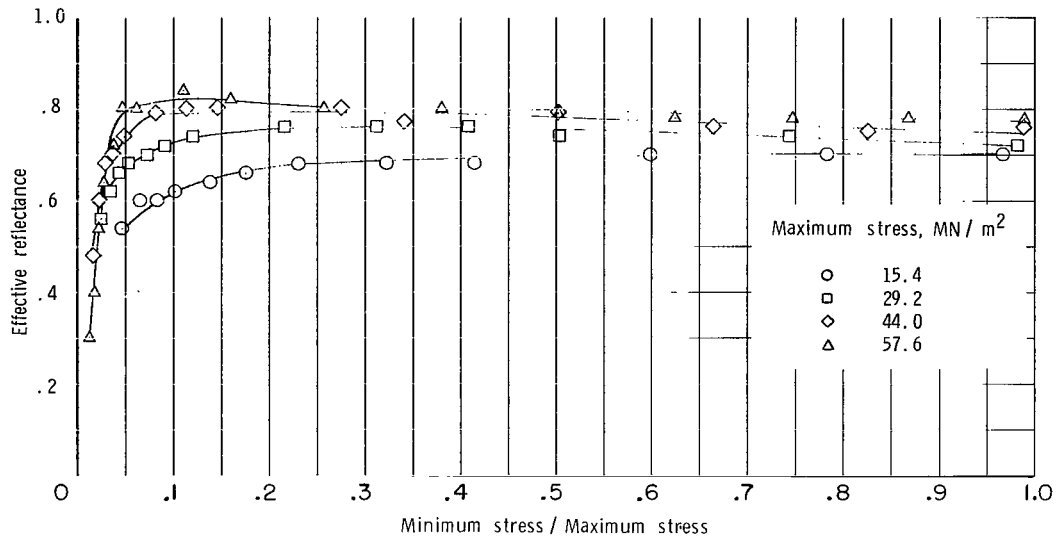 1.0
.8
.6
.4
.2
Effective reflectance
0 .1 .2 .3 .4 .5 .6 .7 .8 .9 1.0
Minimum stress / Maximum stress
Maximum stress, MN/m²
15.4
29.2
44.0
57.6